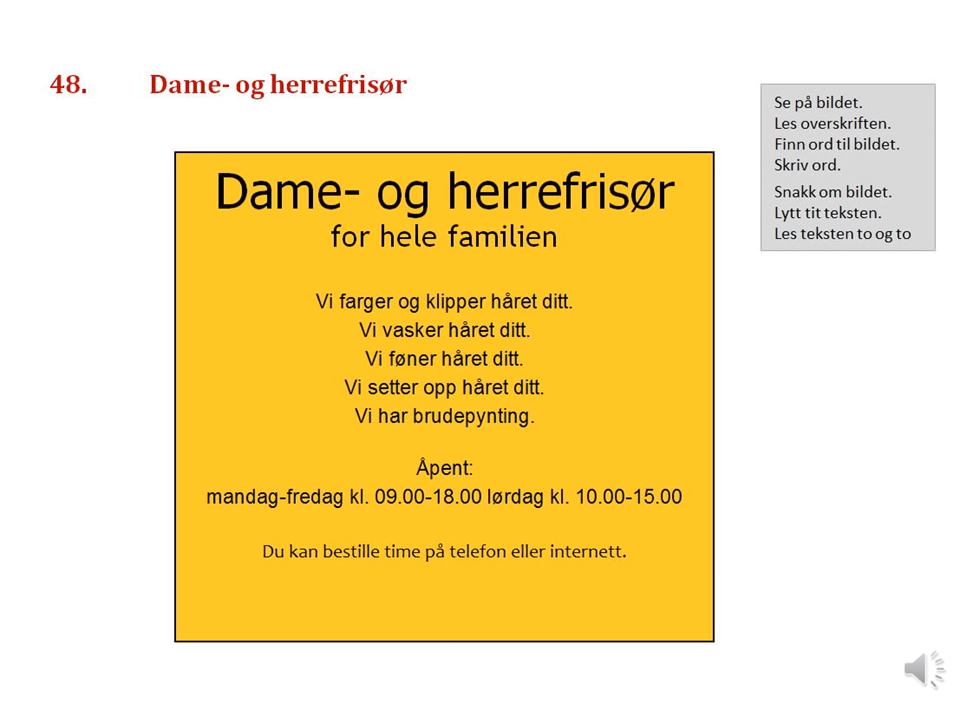 48. Dame- og herrefrisør
Se på bildet.
Les overskriften.
Finn ord til bildet.
Skriv ord.
Snakk om bildet.
Lytt tit teksten.
Les teksten to og to
Dame- og herrefrisør
for hele familien
Vi farger og klipper håret ditt.
Vi vasker håret ditt.
Vi føner håret ditt.
Vi setter opp håret ditt.
Vi har brudepynting.
Åpent:
mandag-fredag kl. 09.00-18.00 lørdag kl. 10.00-15.00
Du kan bestille time på telefon eller internett.